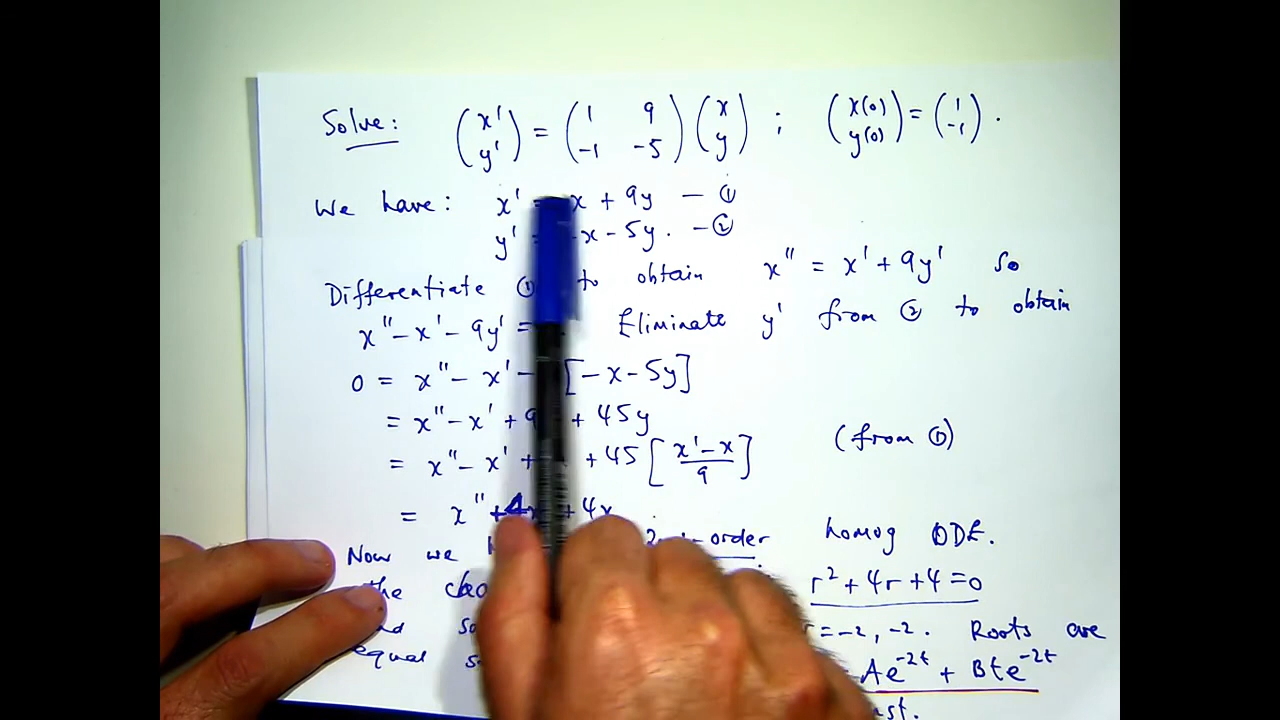 Solve: (x' y') = (1 9 -1 -5) (x y) ; (x(0) y(0)) = (1 -1).
We have: x' = x + 9y - ①
y' = -x - 5y. - ②
Differentiate ① to obtain x'' = x' + 9y' so
x'' - x' - 9y' = Eliminate y' from ② to obtain
0 = x'' - x' - [-x - 5y]
= x'' - x' + 9 + 45y
= x'' - x' + + 45 [(x' - x)/9] (from ①)
= x'' + 4x + 4x
Now we order homog ODE.
the r² + 4r + 4 = 0
r = -2, -2. Roots are
equal = Ae^{-2t} + Bte^{-2t}